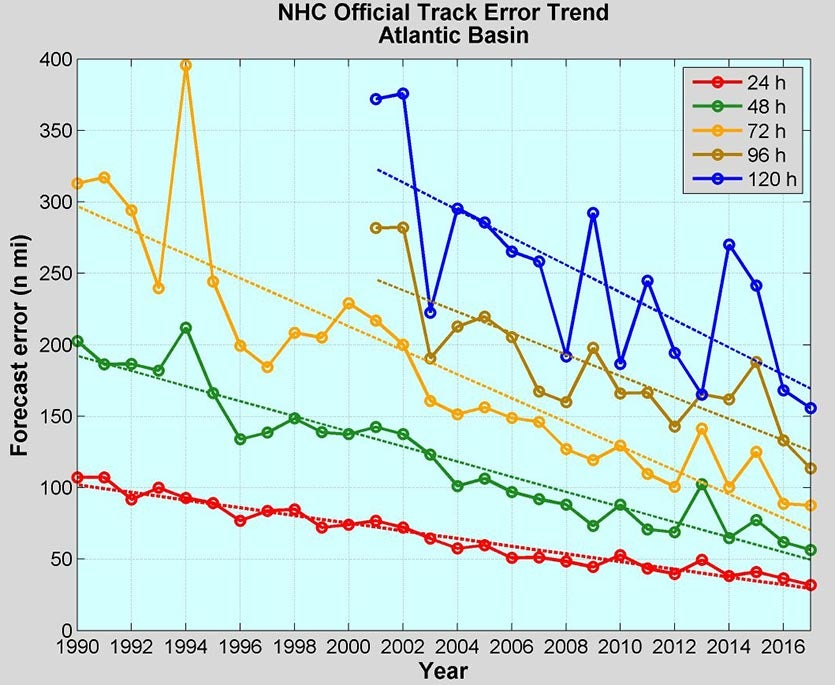 NHC Official Track Error Trend
Atlantic Basin
24 h
48 h
72 h
96 h
120 h
Forecast error (n mi)
400
350
300
250
200
150
100
50
0
1990 1992 1994 1996 1998 2000 2002 2004 2006 2008 2010 2012 2014 2016
Year